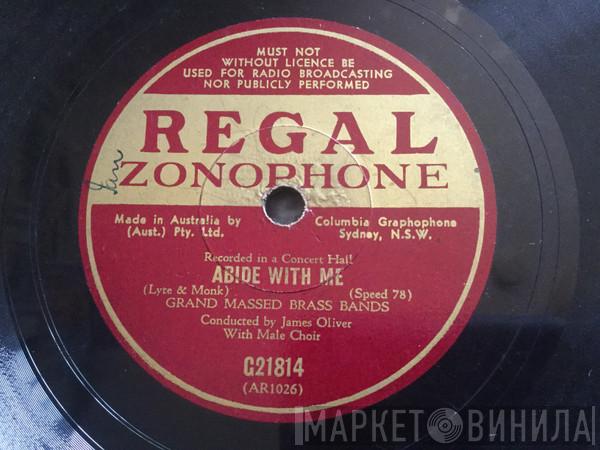 MUST NOT
WITHOUT LICENCE BE
USED FOR RADIO BROADCASTING
NOR PUBLICLY PERFORMED
REGAL
ZONOPHONE
Made in Australia by Columbia Graphophone
(Aust.) Pty. Ltd. Sydney, N.S.W.
Recorded in a Concert Hall
ABIDE WITH ME
(Lyte & Monk) (Speed 78)
GRAND MASSED BRASS BANDS
Conducted by James Oliver
With Male Choir
G21814
(AR1026)
МАРКЕТ ВИНИЛА